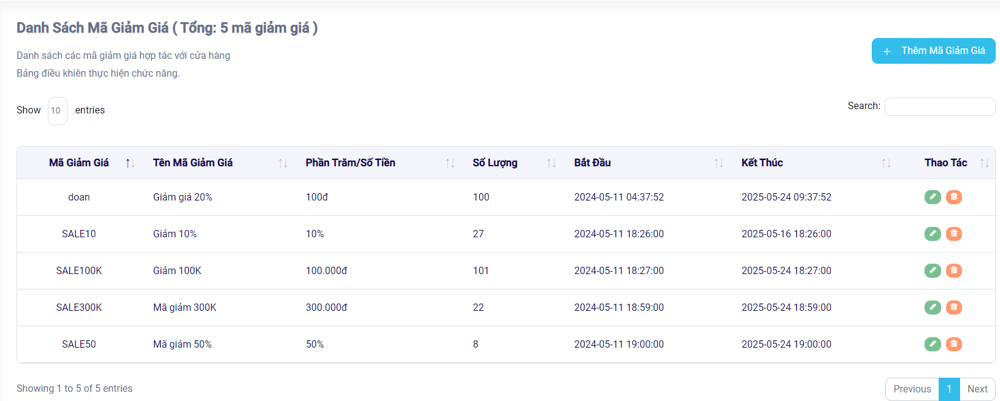 Danh Sách Mã Giảm Giá ( Tổng: 5 mã giảm giá )
Danh sách các mã giảm giá hợp tác với cửa hàng
Bảng điều khiên thực hiện chức năng.
+ Thêm Mã Giảm Giá
Show 10 entries
Search:
Mã Giảm Giá Tên Mã Giảm Giá Phần Trăm/Số Tiền Số Lượng Bắt Đầu Kết Thúc Thao Tác
doan Giảm giá 20% 100đ 100 2024-05-11 04:37:52 2025-05-24 09:37:52
SALE10 Giảm 10% 10% 27 2024-05-11 18:26:00 2025-05-16 18:26:00
SALE100K Giảm 100K 100.000đ 101 2024-05-11 18:27:00 2025-05-24 18:27:00
SALE300K Mã giảm 300K 300.000đ 22 2024-05-11 18:59:00 2025-05-24 18:59:00
SALE50 Mã giảm 50% 50% 8 2024-05-11 19:00:00 2025-05-24 19:00:00
Showing 1 to 5 of 5 entries
Previous 1 Next